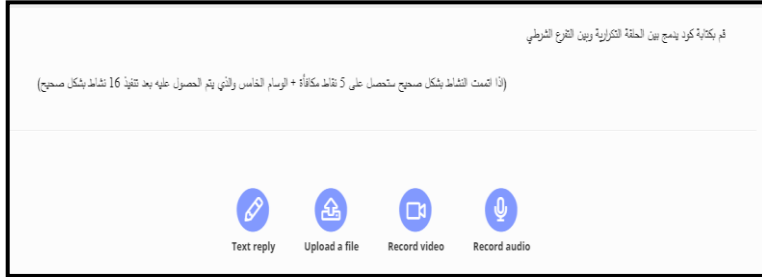 قم بكتابة كود يدمج بين الحلقة التكرارية وبين التفرع الشرطي
(اذا اتممت النشاط بشكل صحيح ستحصل على 5 نقاط مكافأة + الوسام الخامس والذي يتم الحصول عليه بعد تنفيذ 16 نشاط بشكل صحيح)
Text reply Upload a file Record video Record audio